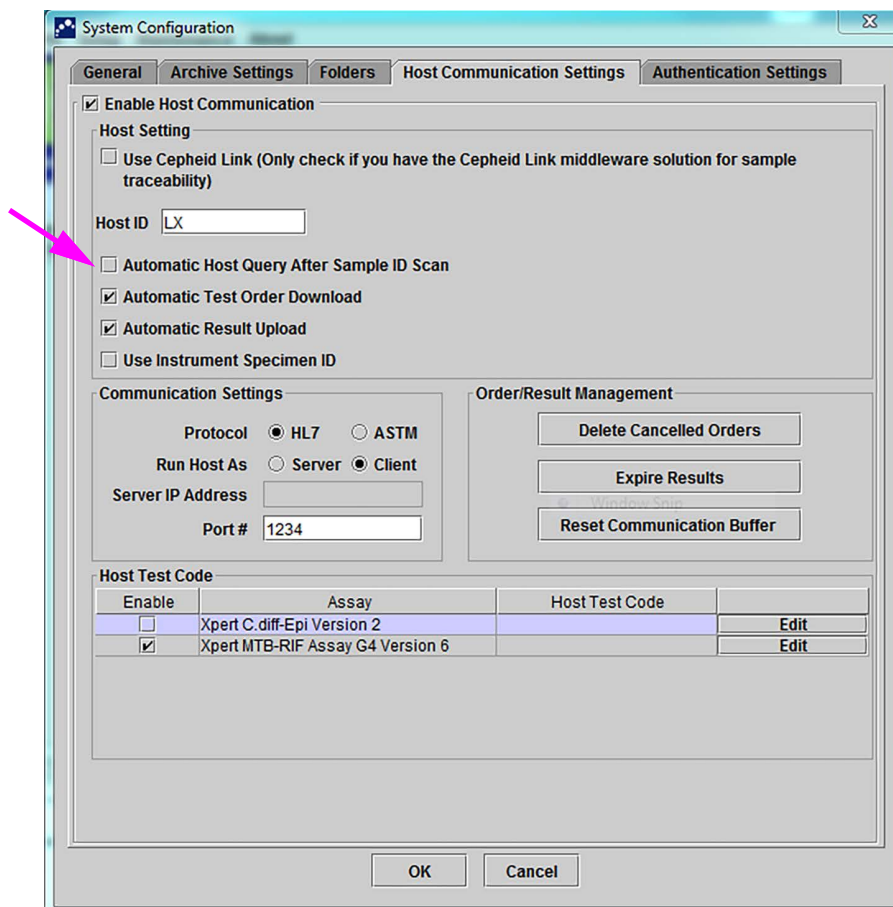 System Configuration
General Archive Settings Folders Host Communication Settings Authentication Settings
Enable Host Communication
Host Setting
Use Cepheid Link (Only check if you have the Cepheid Link middleware solution for sample
traceability)
Host ID LX
Automatic Host Query After Sample ID Scan
Automatic Test Order Download
Automatic Result Upload
Use Instrument Specimen ID
Communication Settings
Protocol HL7 ASTM
Run Host As Server Client
Server IP Address
Port # 1234
Order/Result Management
Delete Cancelled Orders
Expire Results
Window Snip
Reset Communication Buffer
Host Test Code
Enable Assay Host Test Code
Xpert C.diff-Epi Version 2 Edit
Xpert MTB-RIF Assay G4 Version 6 Edit
OK Cancel